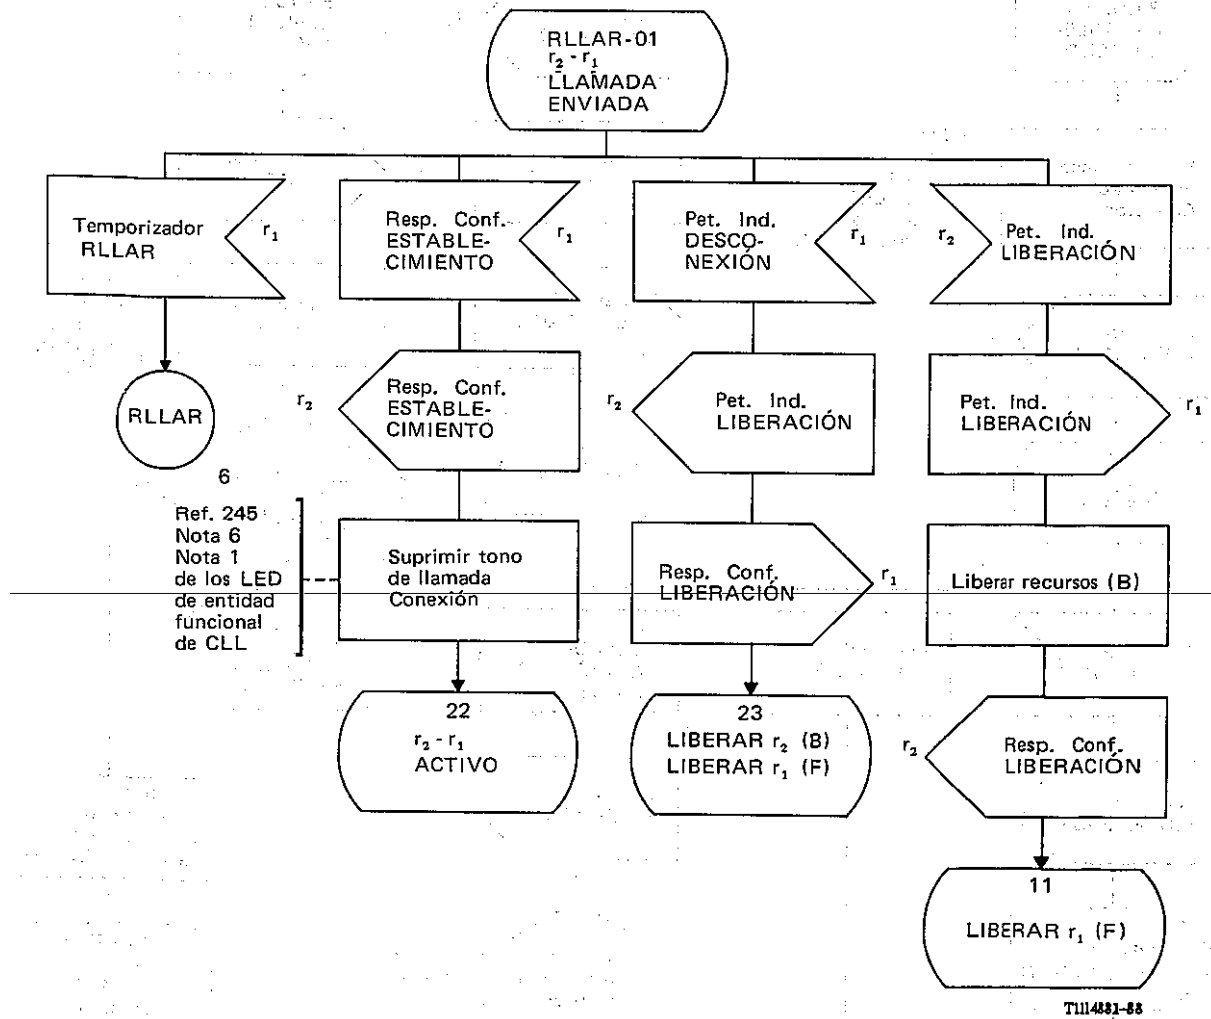 RLLAR-01
r₂ - r₁
LLAMADA
ENVIADA
Temporizador
RLLAR
r₁
Resp. Conf.
ESTABLE-
CIMIENTO
r₁
Pet. Ind.
DESCO-
NEXIÓN
r₁
r₂
Pet. Ind.
LIBERACIÓN
RLLAR
6
r₂
Resp. Conf.
ESTABLE-
CIMIENTO
r₂
Pet. Ind.
LIBERACIÓN
Pet. Ind.
LIBERACIÓN
r₁
Ref. 245
Nota 6
Nota 1
de los LED
de entidad
funcional
de CLL
Suprimir tono
de llamada
Conexión
Resp. Conf.
LIBERACIÓN
r₁
Liberar recursos (B)
22
r₂ - r₁
ACTIVO
23
LIBERAR r₂ (B)
LIBERAR r₁ (F)
r₂
Resp. Conf.
LIBERACIÓN
11
LIBERAR r₁ (F)
T1114881-88